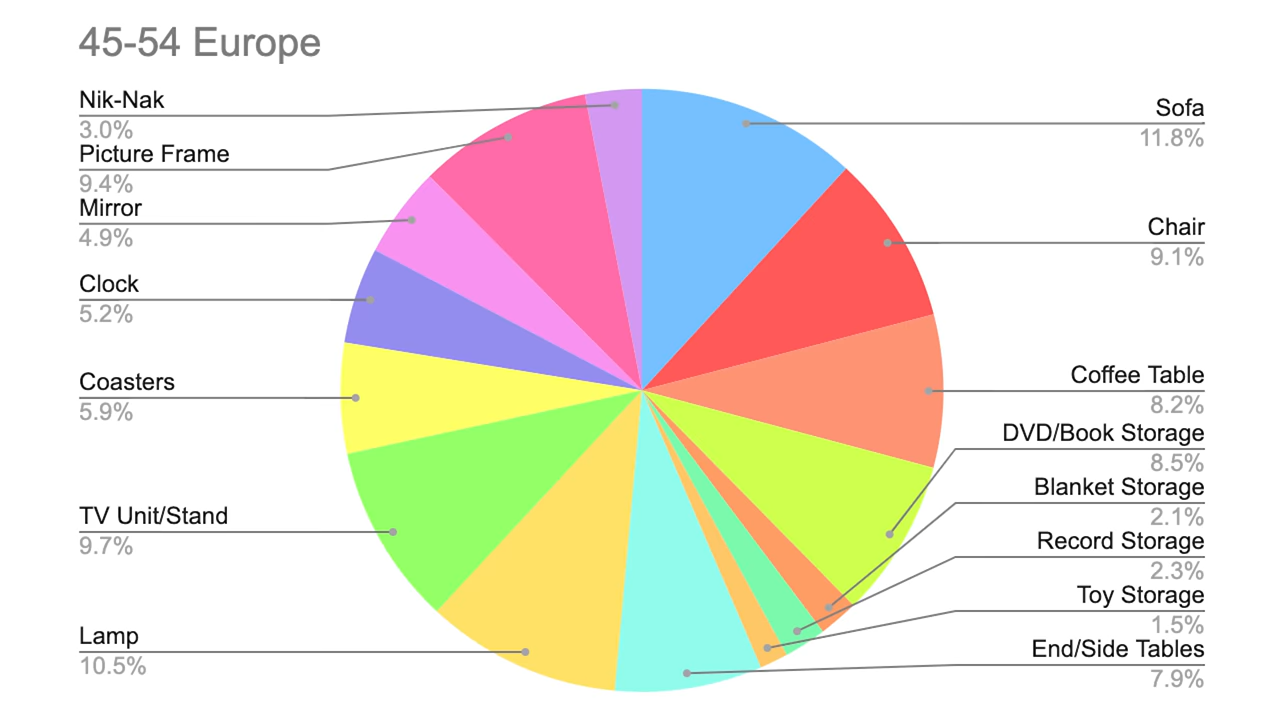 45-54 Europe
Nik-Nak
3.0%
Picture Frame
9.4%
Mirror
4.9%
Clock
5.2%
Coasters
5.9%
TV Unit/Stand
9.7%
Lamp
10.5%
Sofa
11.8%
Chair
9.1%
Coffee Table
8.2%
DVD/Book Storage
8.5%
Blanket Storage
2.1%
Record Storage
2.3%
Toy Storage
1.5%
End/Side Tables
7.9%